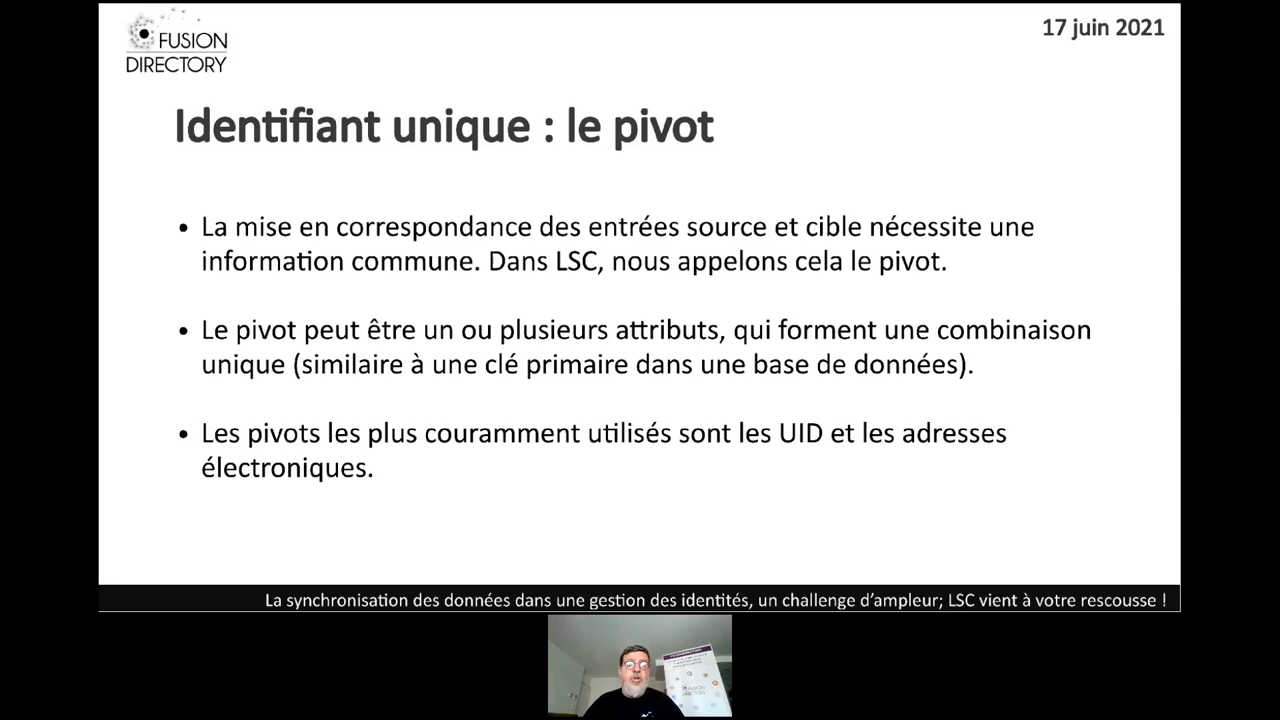 FUSION
DIRECTORY
17 juin 2021
Identifiant unique : le pivot
• La mise en correspondance des entrées source et cible nécessite une
information commune. Dans LSC, nous appelons cela le pivot.
• Le pivot peut être un ou plusieurs attributs, qui forment une combinaison
unique (similaire à une clé primaire dans une base de données).
• Les pivots les plus couramment utilisés sont les UID et les adresses
électroniques.
La synchronisation des données dans une gestion des identités, un challenge d'ampleur; LSC vient à votre rescousse !
FUSION
DIRECTORY